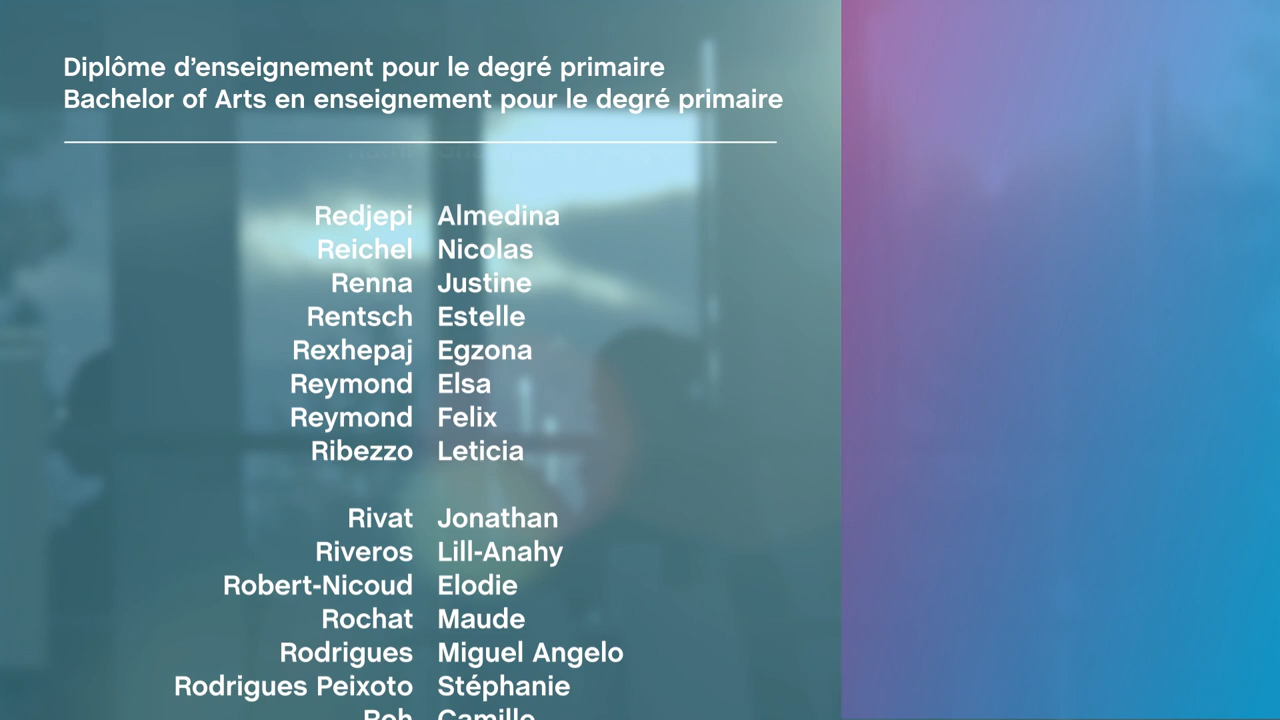 Diplôme d’enseignement pour le degré primaire
Bachelor of Arts en enseignement pour le degré primaire
Redjepi Almedina
Reichel Nicolas
Renna Justine
Rentsch Estelle
Rexhepaj Egzona
Reymond Elsa
Reymond Felix
Ribezzo Leticia
Rivat Jonathan
Riveros Lill-Anahy
Robert-Nicoud Elodie
Rochat Maude
Rodrigues Miguel Angelo
Rodrigues Peixoto Stéphanie
Camille